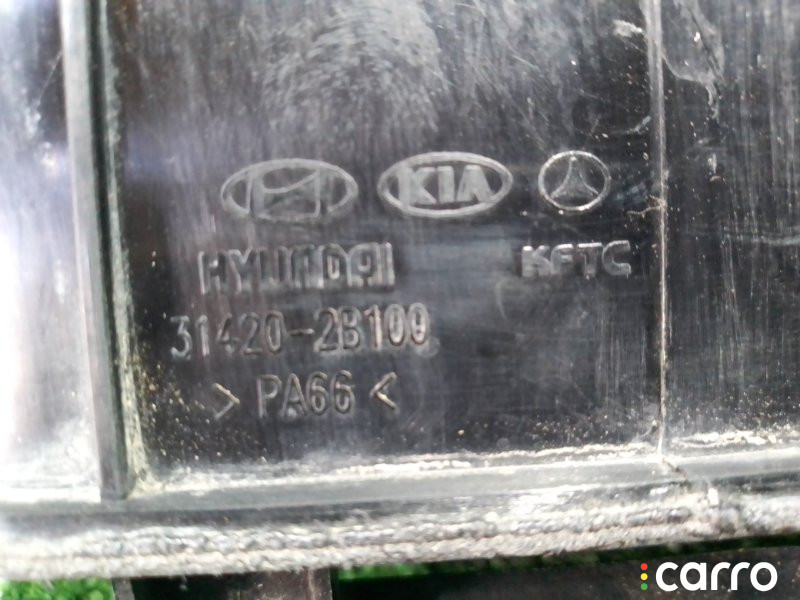 KIA
HYUNDAI KFTC
31420-2B100
> PA66 <
carro